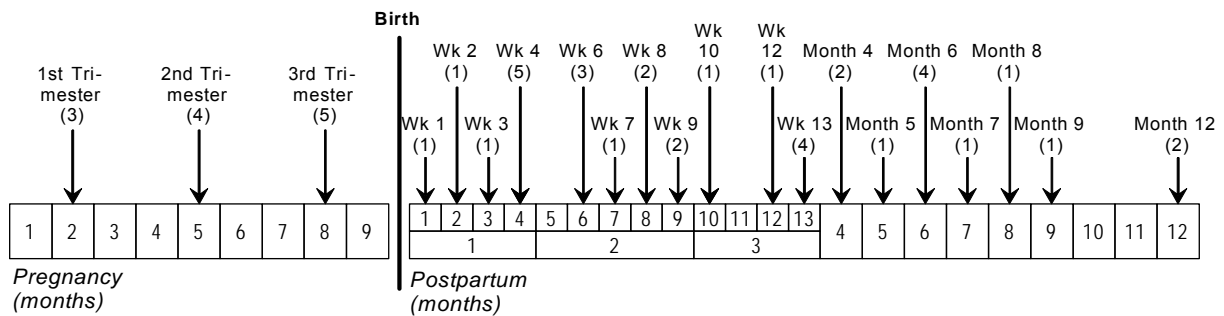 Birth
1st Tri-
mester
(3)
2nd Tri-
mester
(4)
3rd Tri-
mester
(5)
Wk 1
(1)
Wk 2
(1)
Wk 3
(1)
Wk 4
(5)
Wk 6
(3)
Wk 7
(1)
Wk 8
(2)
Wk 9
(2)
Wk
10
(1)
Wk
12
(1)
Wk 13
(4)
Month 4
(2)
Month 5
(1)
Month 6
(4)
Month 7
(1)
Month 8
(1)
Month 9
(1)
Month 12
(2)
1 2 3 4 5 6 7 8 9
1 2 3 4 5 6 7 8 9 10 11 12 13
1 2 3
4 5 6 7 8 9 10 11 12
Pregnancy
(months)
Postpartum
(months)